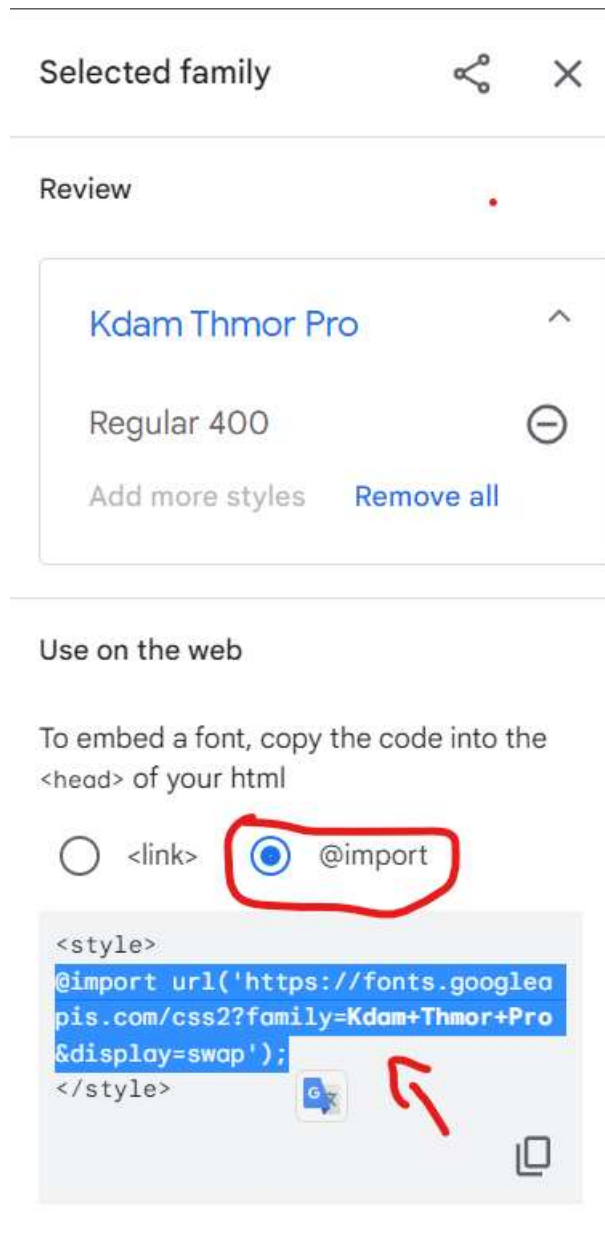 Selected family
Review
Kdam Thmor Pro
Regular 400
Add more styles Remove all
Use on the web
To embed a font, copy the code into the
<head> of your html
<link> @import
<style>
@import url('https://fonts.googlea
pis.com/css2?family=Kdam+Thmor+Pro
&display=swap');
</style>
G